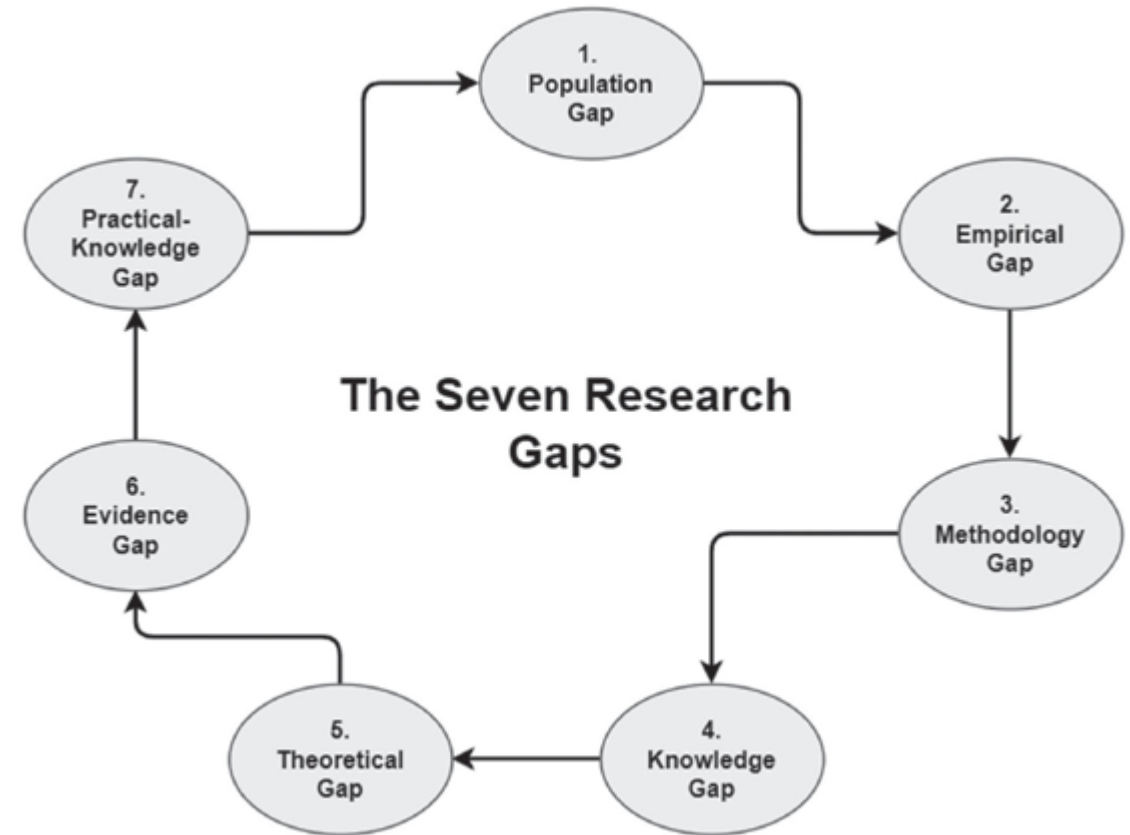 1.
Population
Gap
2.
Empirical
Gap
3.
Methodology
Gap
4.
Knowledge
Gap
5.
Theoretical
Gap
6.
Evidence
Gap
7.
Practical-
Knowledge
Gap
The Seven Research
Gaps